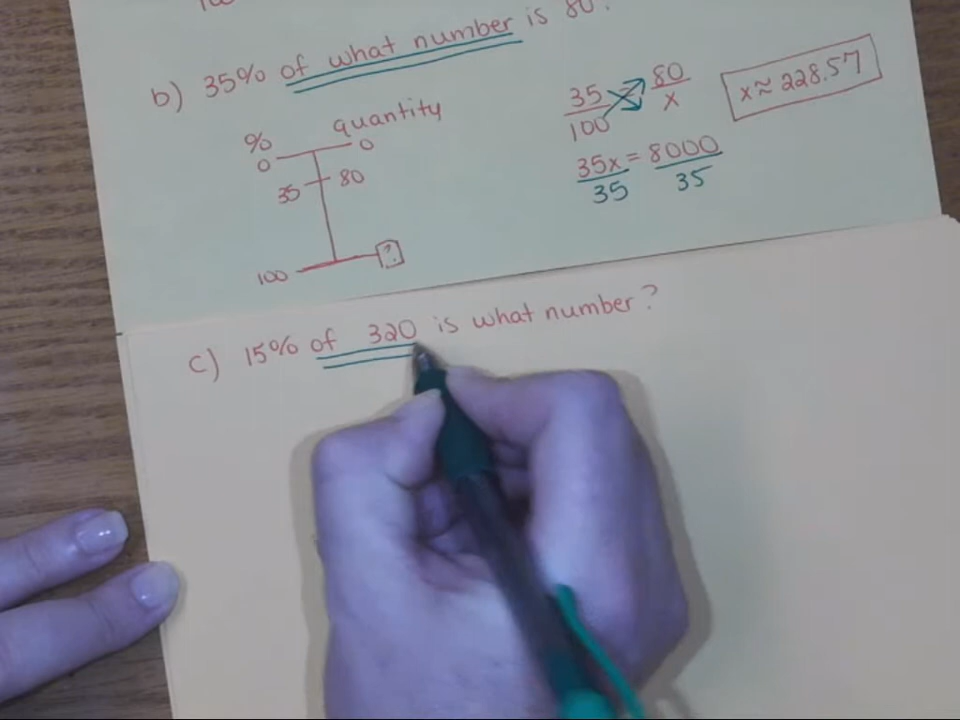 b) 35% of what number is 80?
% quantity
0 0
35 80
100 ?
35/100 = 80/x
35x/35 = 8000/35
x≈ 228.57
c) 15% of 320 is what number?